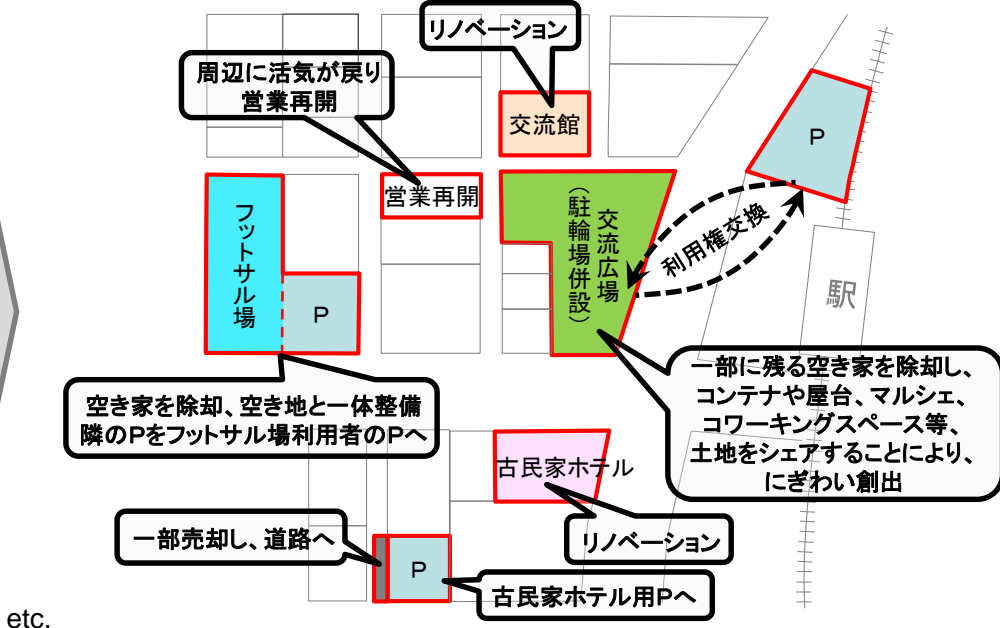 リノベーション
周辺に活気が戻り
営業再開
交流館
P
営業再開
フットサル場
P
交流広場
（駐輪場併設）
利用権交換
駅
空き家を除却、空き地と一体整備
隣のPをフットサル場利用者のPへ
一部に残る空き家を除却し、
コンテナや屋台、マルシェ、
コワーキングスペース等、
土地をシェアすることにより、
にぎわい創出
古民家ホテル
一部売却し、道路へ
リノベーション
P
古民家ホテル用Pへ
etc.